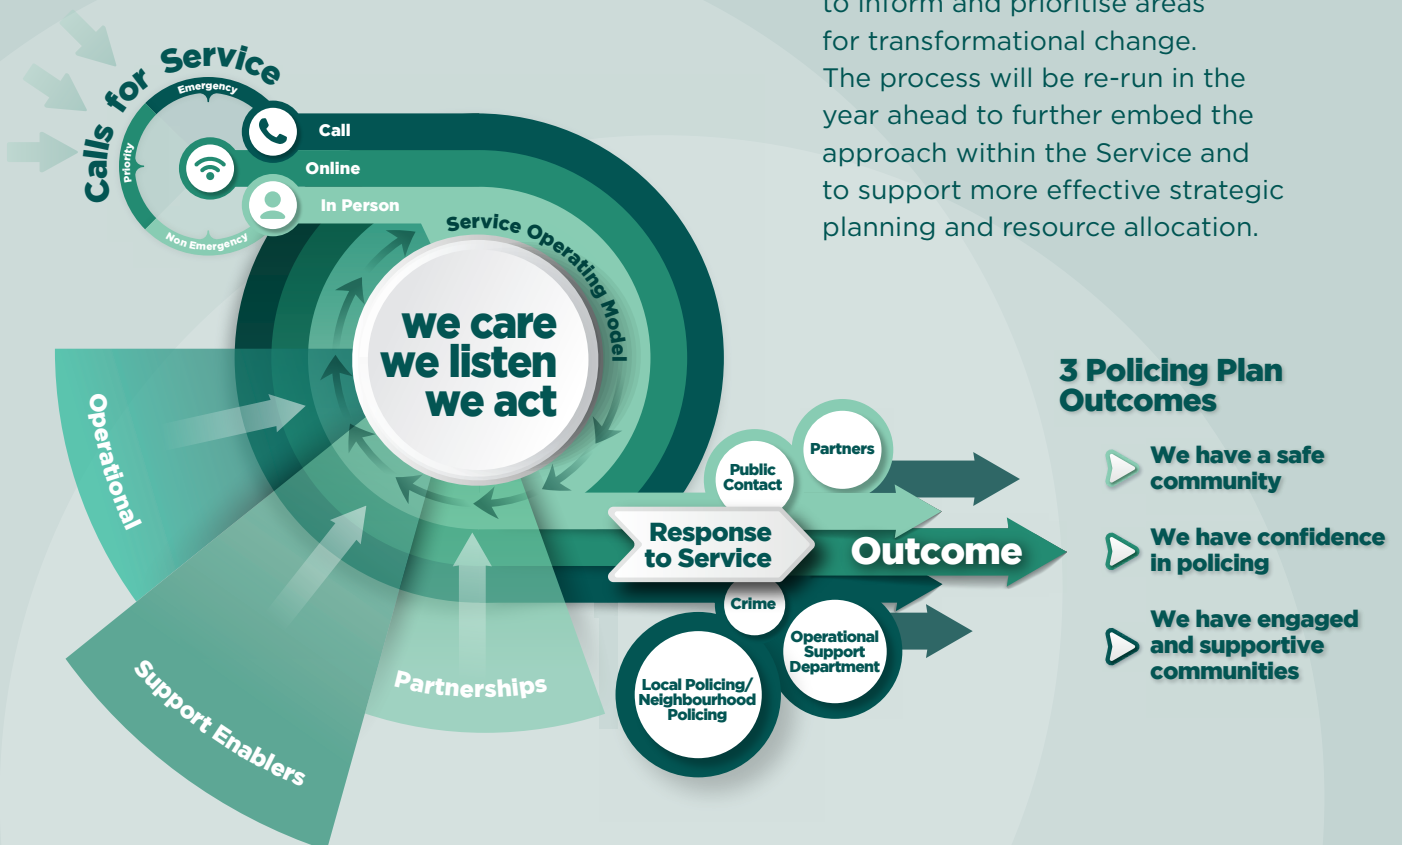 to inform and prioritise areas
for transformational change.
The process will be re-run in the
year ahead to further embed the
approach within the Service and
to support more effective strategic
planning and resource allocation.
Calls for Service
Emergency
Priority
Non Emergency
Call
Online
In Person
Service Operating Model
we care
we listen
we act
Operational
Support Enablers
Partnerships
Public
Contact
Partners
Response
to Service
Outcome
Crime
Operational
Support
Department
Local Policing/
Neighbourhood
Policing
3 Policing Plan
Outcomes
We have a safe
community
We have confidence
in policing
We have engaged
and supportive
communities